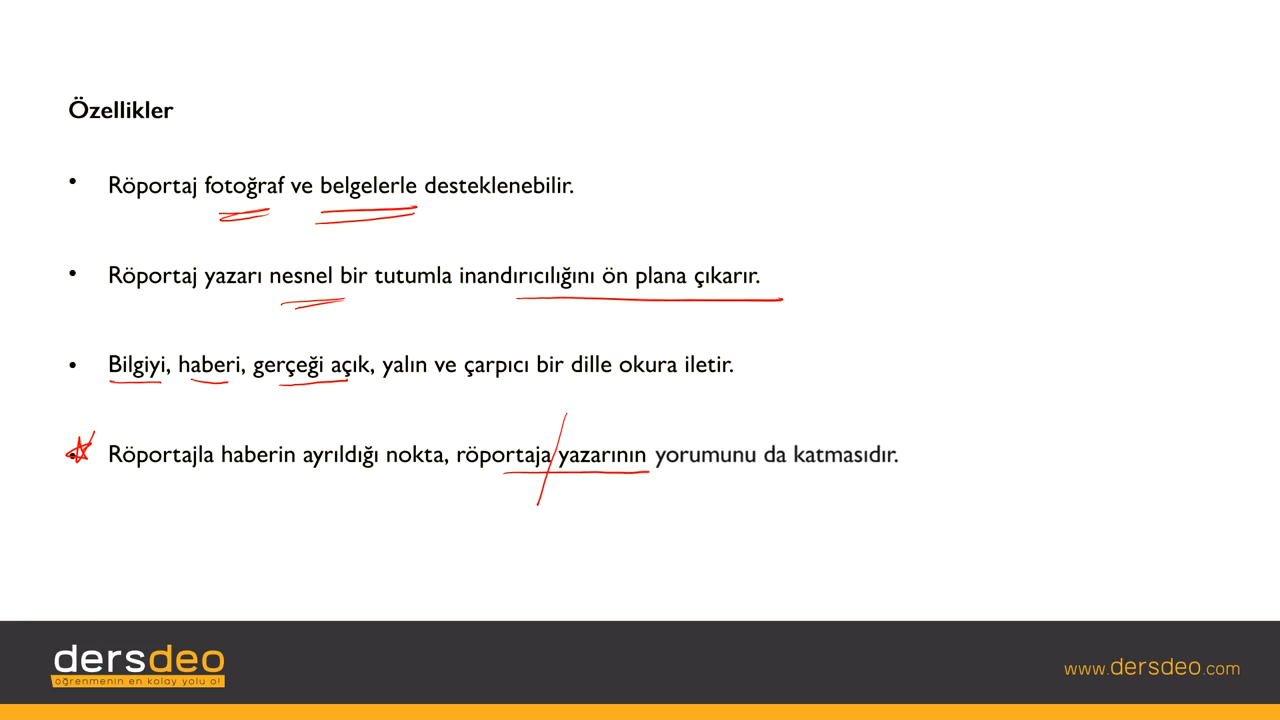 Özellikler
• Röportaj fotoğraf ve belgelerle desteklenebilir.
• Röportaj yazarı nesnel bir tutumla inandırıcılığını ön plana çıkarır.
• Bilgiyi, haberi, gerçeği açık, yalın ve çarpıcı bir dille okura iletir.
• Röportajla haberin ayrıldığı nokta, röportaja yazarının yorumunu da katmasıdır.
dersdeo
öğrenmenin en kolay yolu o!
www.dersdeo.com